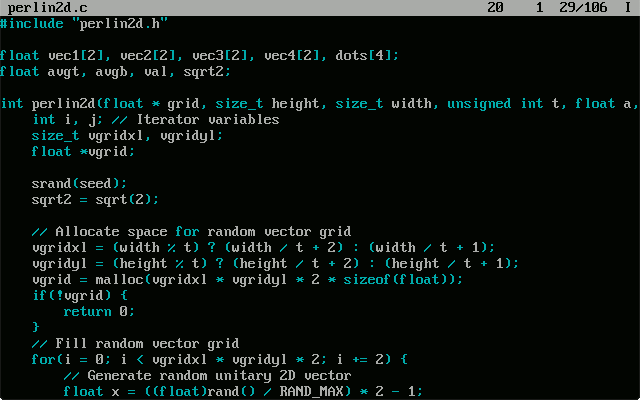 perlin2d.c 20 1 29/106 I
#include "perlin2d.h"

float vec1[2], vec2[2], vec3[2], vec4[2], dots[4];
float avgt, avgb, val, sqrt2;

int perlin2d(float * grid, size_t height, size_t width, unsigned int t, float a,
    int i, j; // Iterator variables
    size_t vgridxl, vgridyl;
    float *vgrid;

    srand(seed);
    sqrt2 = sqrt(2);

    // Allocate space for random vector grid
    vgridxl = (width % t) ? (width / t + 2) : (width / t + 1);
    vgridyl = (height % t) ? (height / t + 2) : (height / t + 1);
    vgrid = malloc(vgridxl * vgridyl * 2 * sizeof(float));
    if(!vgrid) {
        return 0;
    }
    // Fill random vector grid
    for(i = 0; i < vgridxl * vgridyl * 2; i += 2) {
        // Generate random unitary 2D vector
        float x = ((float)rand() / RAND_MAX) * 2 - 1;